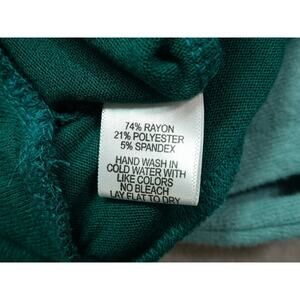 74% RAYON
21% POLYESTER
5% SPANDEX
HAND WASH IN
COLD WATER WITH
LIKE COLORS
NO BLEACH
LAY FLAT TO DRY